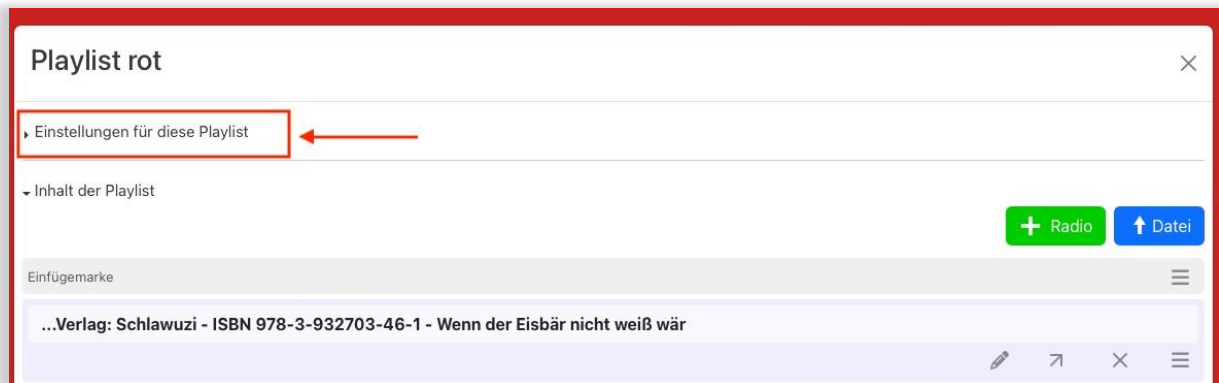 Playlist rot
Einstellungen für diese Playlist
Inhalt der Playlist
Radio
Datei
Einfügemarke
...Verlag: Schlawuzi - ISBN 978-3-932703-46-1 - Wenn der Eisbär nicht weiß wär